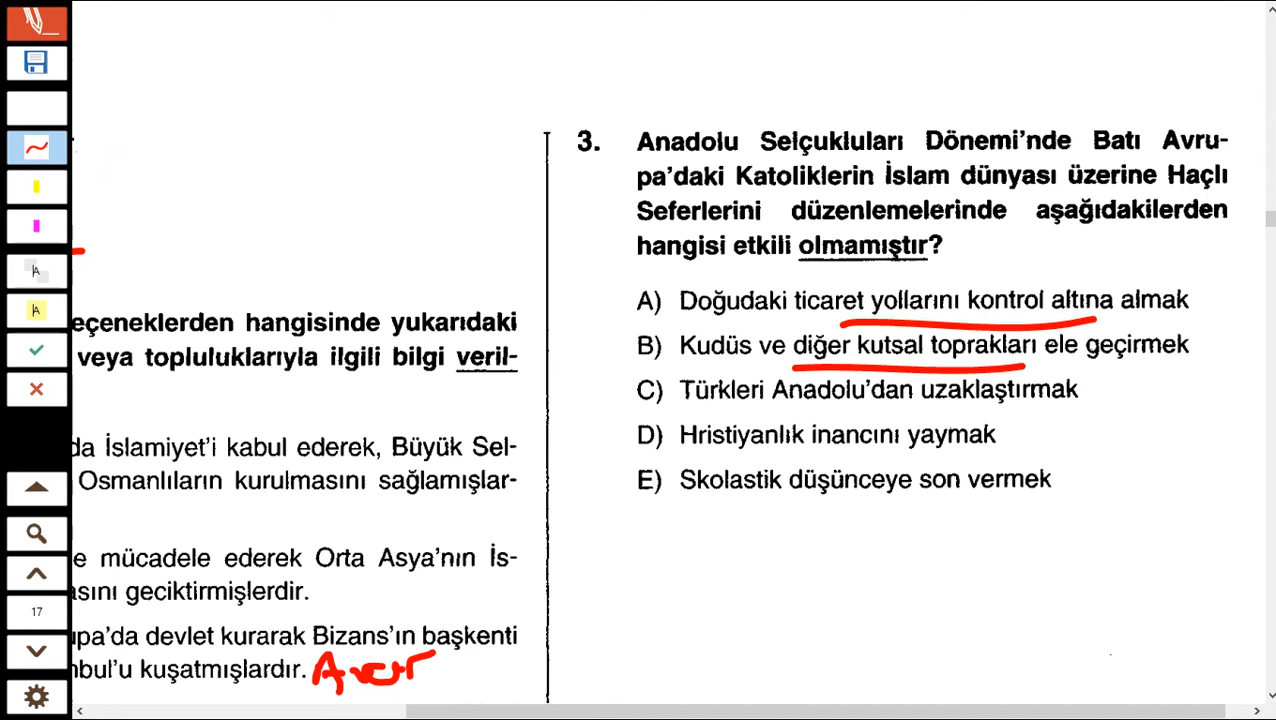 eçeneklerden hangisinde yukarıdaki
veya topluluklarıyla ilgili bilgi veril-
da İslamiyet'i kabul ederek, Büyük Sel-
Osmanlıların kurulmasını sağlamışlar-
e mücadele ederek Orta Asya'nın İs-
asını geciktirmişlerdir.
upa'da devlet kurarak Bizans'ın başkenti
nbul'u kuşatmışlardır. Avar
3. Anadolu Selçukluları Dönemi'nde Batı Avru-
pa'daki Katoliklerin İslam dünyası üzerine Haçlı
Seferlerini düzenlemelerinde aşağıdakilerden
hangisi etkili olmamıştır?
A) Doğudaki ticaret yollarını kontrol altına almak
B) Kudüs ve diğer kutsal toprakları ele geçirmek
C) Türkleri Anadolu'dan uzaklaştırmak
D) Hristiyanlık inancını yaymak
E) Skolastik düşünceye son vermek
A
A
17